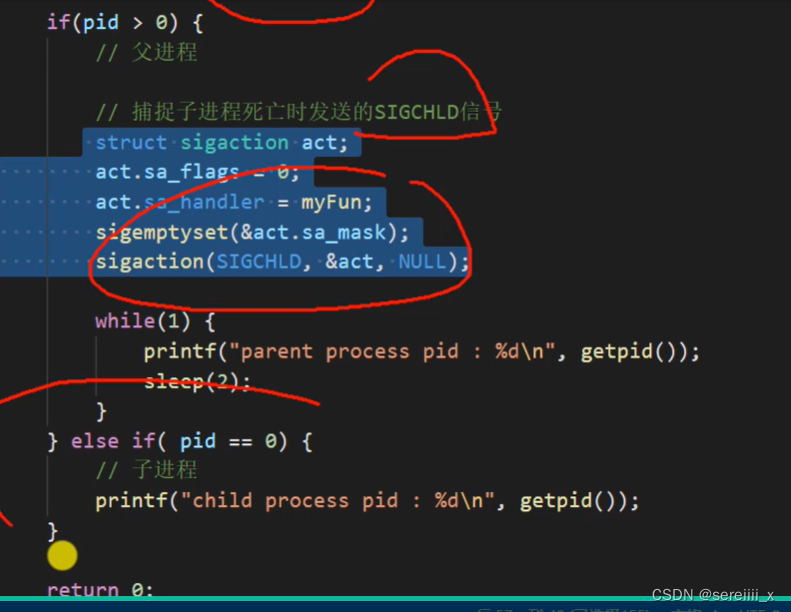 if(pid > 0) {
// 父进程
// 捕捉子进程死亡时发送的SIGCHLD信号
struct sigaction act;
act.sa_flags = 0;
act.sa_handler = myFun;
sigemptyset(&act.sa_mask);
sigaction(SIGCHLD, &act, NULL);
while(1) {
printf("parent process pid : %d\n", getpid());
sleep(2);
}
} else if( pid == 0) {
// 子进程
printf("child process pid : %d\n", getpid());
}
return 0;
CSDN @sereiiii_x